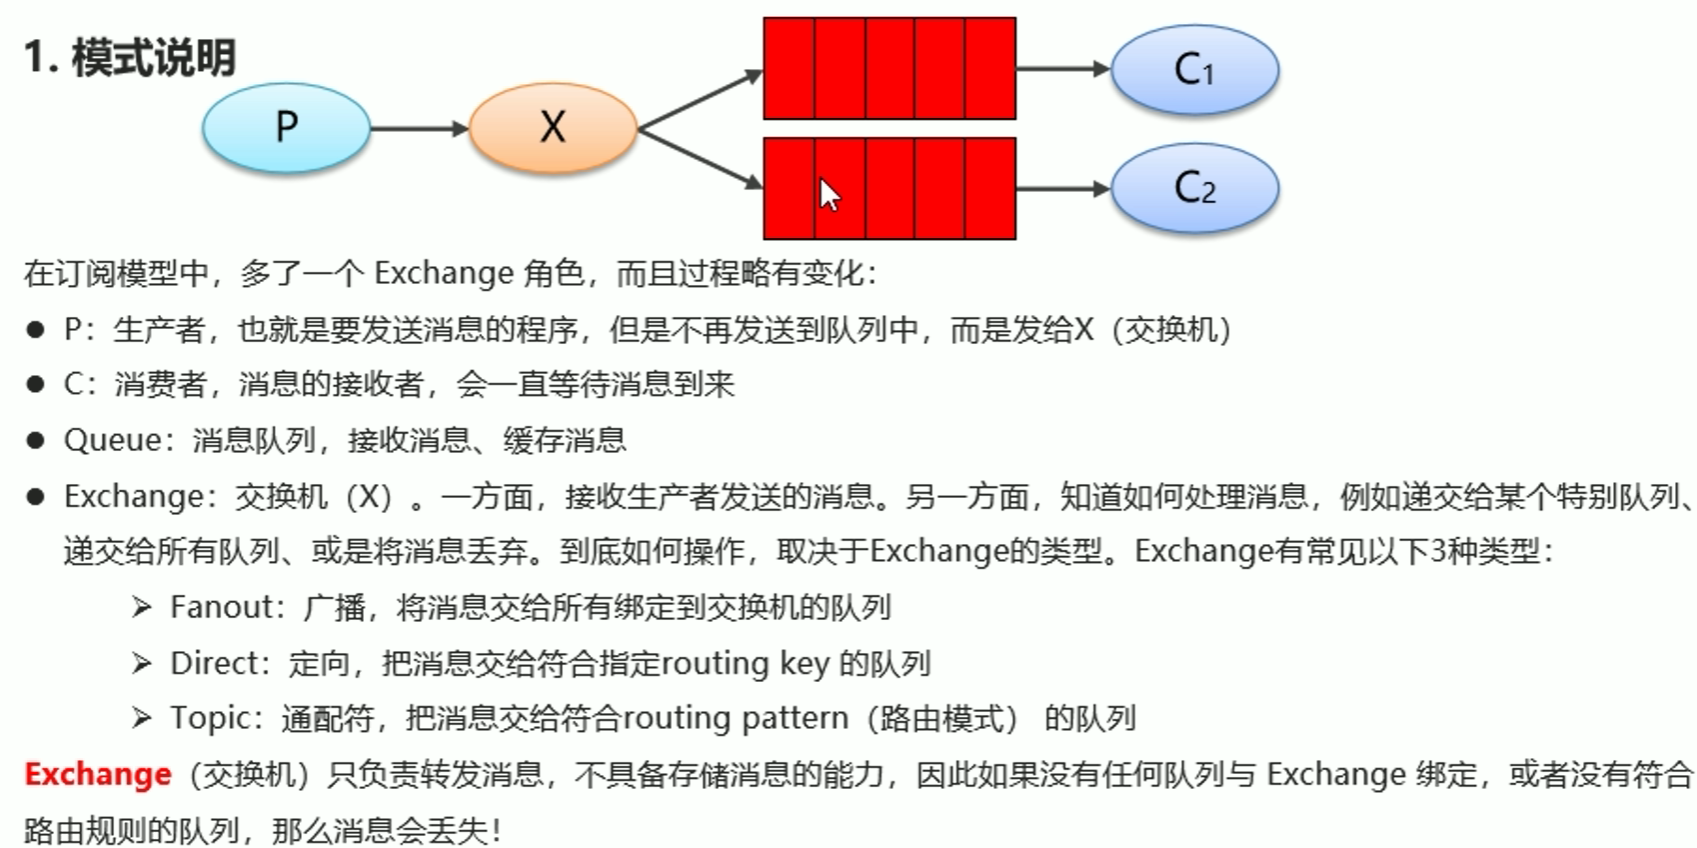 1. 模式说明
P
X
C1
C2
在订阅模型中，多了一个 Exchange 角色，而且过程略有变化：
● P：生产者，也就是要发送消息的程序，但是不再发送到队列中，而是发给X（交换机）
● C：消费者，消息的接收者，会一直等待消息到来
● Queue：消息队列，接收消息、缓存消息
● Exchange：交换机（X）。一方面，接收生产者发送的消息。另一方面，知道如何处理消息，例如递交给某个特别队列、
递交给所有队列、或是将消息丢弃。到底如何操作，取决于Exchange的类型。Exchange有常见以下3种类型：
➢ Fanout：广播，将消息交给所有绑定到交换机的队列
➢ Direct：定向，把消息交给符合指定routing key 的队列
➢ Topic：通配符，把消息交给符合routing pattern（路由模式） 的队列
Exchange（交换机）只负责转发消息，不具备存储消息的能力，因此如果没有任何队列与 Exchange 绑定，或者没有符合
路由规则的队列，那么消息会丢失！